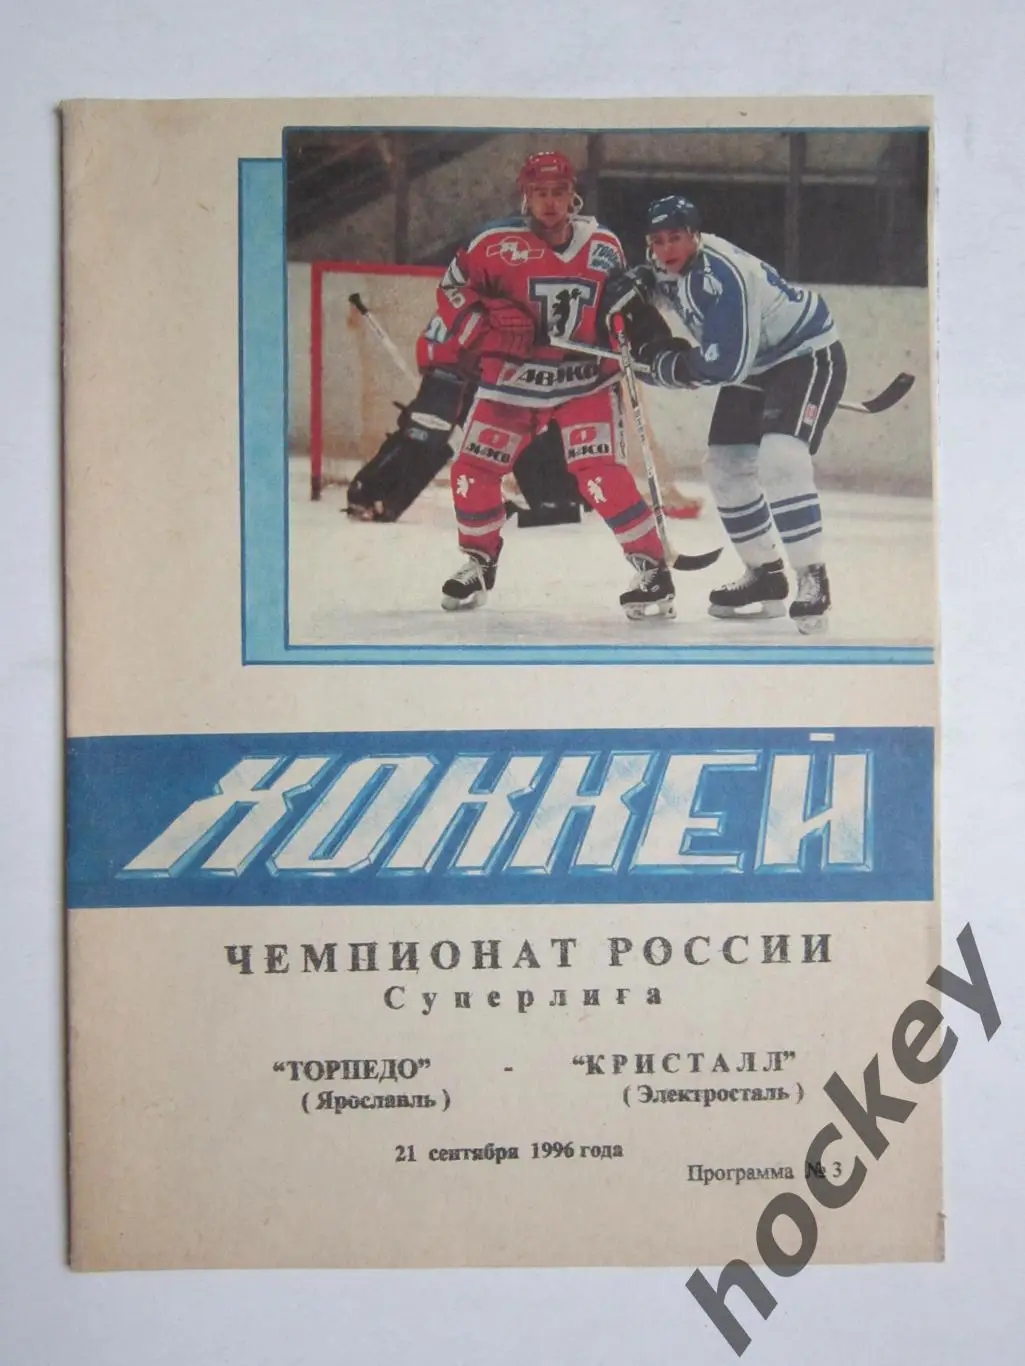 ХОККЕЙ
ЧЕМПИОНАТ РОССИИ
Суперлига
"ТОРПЕДО" - "КРИСТАЛЛ"
(Ярославль) (Электросталь)
21 сентября 1996 года
Программа № 3
hockey